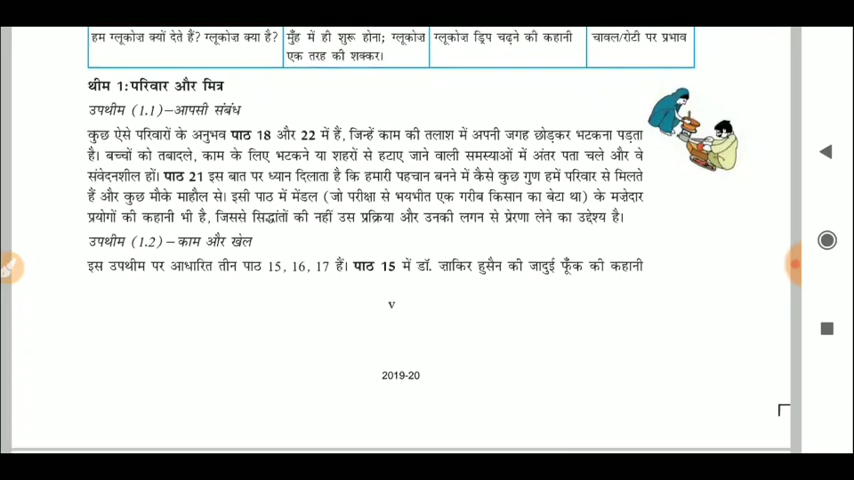 हम ग्लूकोज़ क्यों देते हैं? ग्लूकोज़ क्या है? मुँह में ही शुरू होना; ग्लूकोज़ ग्लूकोज़ ड्रिप चढ़ने की कहानी चावल/रोटी पर प्रभाव
एक तरह की शक्कर।
थीम 1: परिवार और मित्र
उपथीम (1.1)–आपसी संबंध
कुछ ऐसे परिवारों के अनुभव पाठ 18 और 22 में हैं, जिन्हें काम की तलाश में अपनी जगह छोड़कर भटकना पड़ता
है। बच्चों को तबादले, काम के लिए भटकने या शहरों से हटाए जाने वाली समस्याओं में अंतर पता चले और वे
संवेदनशील हों। पाठ 21 इस बात पर ध्यान दिलाता है कि हमारी पहचान बनने में कैसे कुछ गुण हमें परिवार से मिलते
हैं और कुछ मौके माहौल से। इसी पाठ में मेंडल (जो परीक्षा से भयभीत एक गरीब किसान का बेटा था) के मज़ेदार
प्रयोगों की कहानी भी है, जिससे सिद्धांतों की नहीं उस प्रक्रिया और उनकी लगन से प्रेरणा लेने का उद्देश्य है।
उपथीम (1.2)–काम और खेल
इस उपथीम पर आधारित तीन पाठ 15, 16, 17 हैं। पाठ 15 में डॉ. ज़ाकिर हुसैन की जादुई फूँक की कहानी
v
2019-20